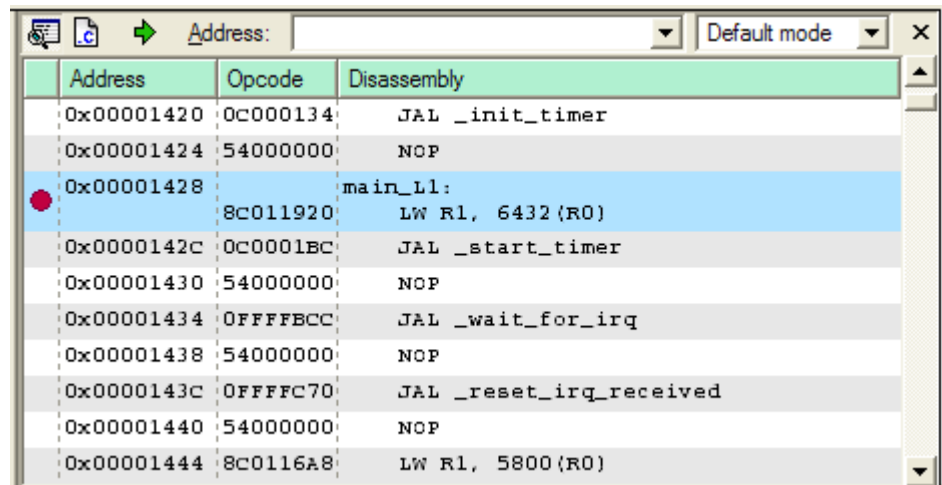 .c Address: Default mode
Address Opcode Disassembly
0x00001420 0C000134 JAL _init_timer
0x00001424 54000000 NOP
0x00001428 main_L1:
8C011920 LW R1, 6432(R0)
0x0000142C 0C0001BC JAL _start_timer
0x00001430 54000000 NOP
0x00001434 0FFFFBCC JAL _wait_for_irq
0x00001438 54000000 NOP
0x0000143C 0FFFFC70 JAL _reset_irq_received
0x00001440 54000000 NOP
0x00001444 8C0116A8 LW R1, 5800(R0)